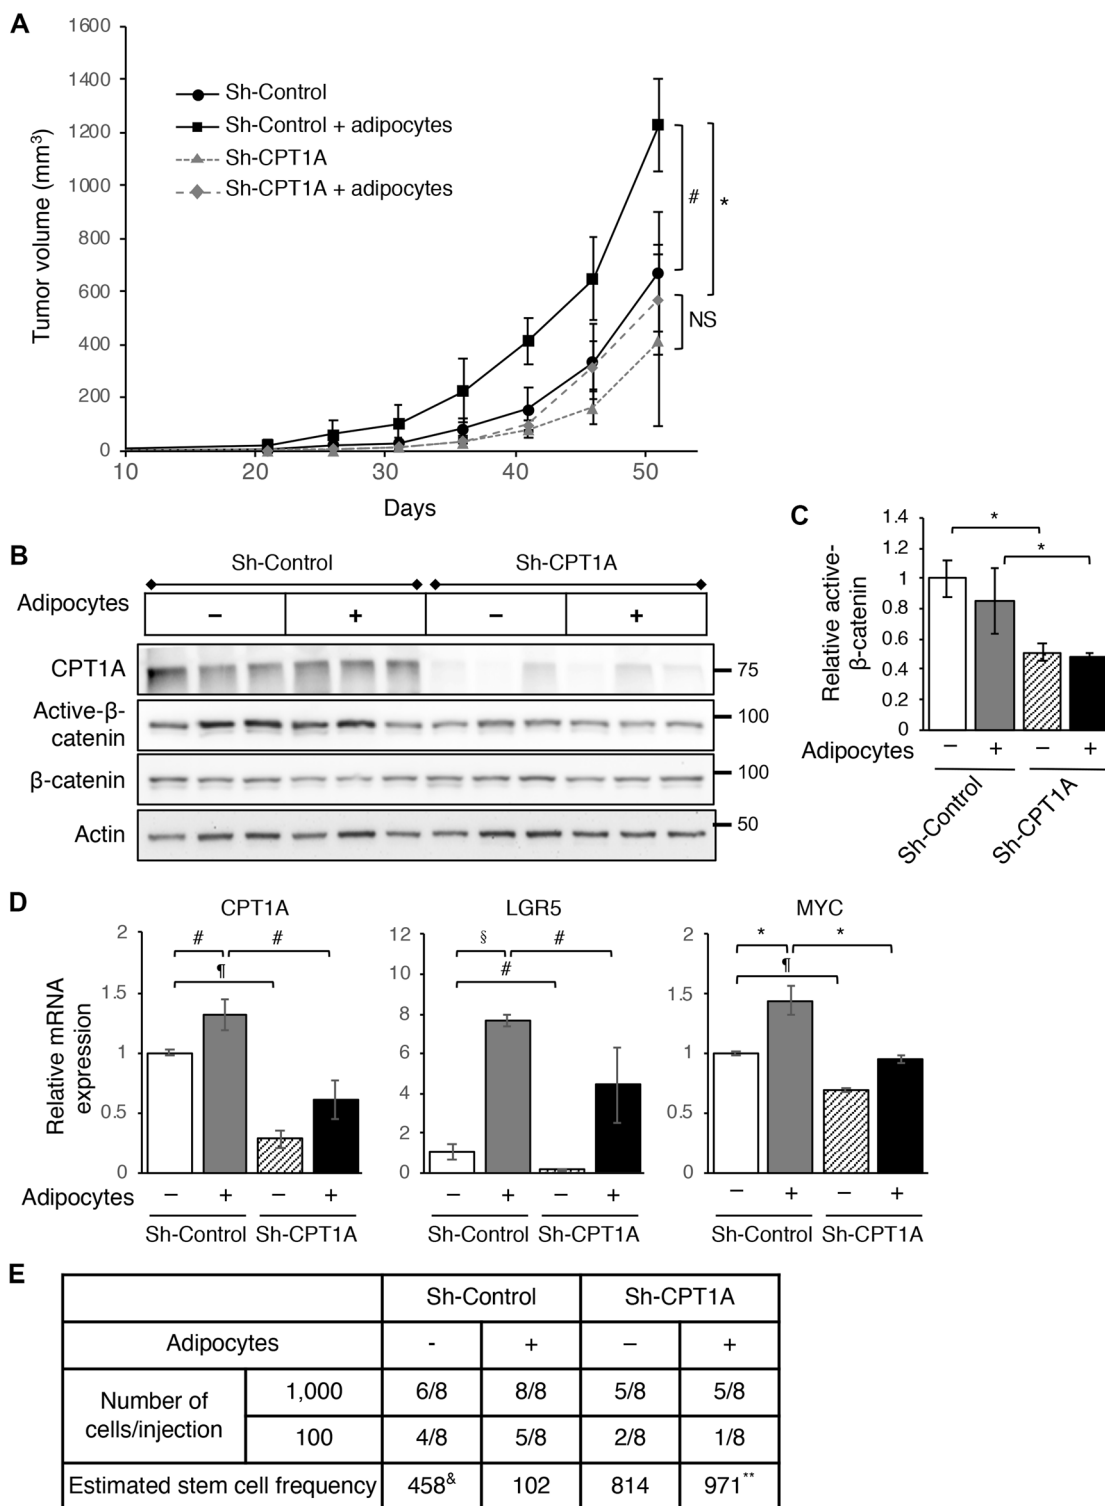 A
1600
1400
1200
1000
800
600
400
200
0
Tumor volume (mm³)
Sh-Control
Sh-Control + adipocytes
Sh-CPT1A
Sh-CPT1A + adipocytes
#
*
NS
10
20
30
40
50
Days
B
Sh-Control
Sh-CPT1A
Adipocytes
– + – +
CPT1A
75
Active-β-
catenin
100
β-catenin
100
Actin
50
C
1.4
1.2
1
0.8
0.6
0.4
0.2
0
Relative active-
β-catenin
*
*
Adipocytes – + – +
Sh-Control
Sh-CPT1A
D
CPT1A
2
1.5
1
0.5
0
Relative mRNA
expression
# #
¶
LGR5
12
10
8
6
4
2
0
§ #
#
MYC
2
1.5
1
0.5
0
* *
¶
Adipocytes – + – + – + – + – + – +
Sh-Control Sh-CPT1A Sh-Control Sh-CPT1A Sh-Control Sh-CPT1A
E
Sh-Control Sh-CPT1A
Adipocytes - + – +
Number of
cells/injection
1,000 6/8 8/8 5/8 5/8
100 4/8 5/8 2/8 1/8
Estimated stem cell frequency 458& 102 814 971**